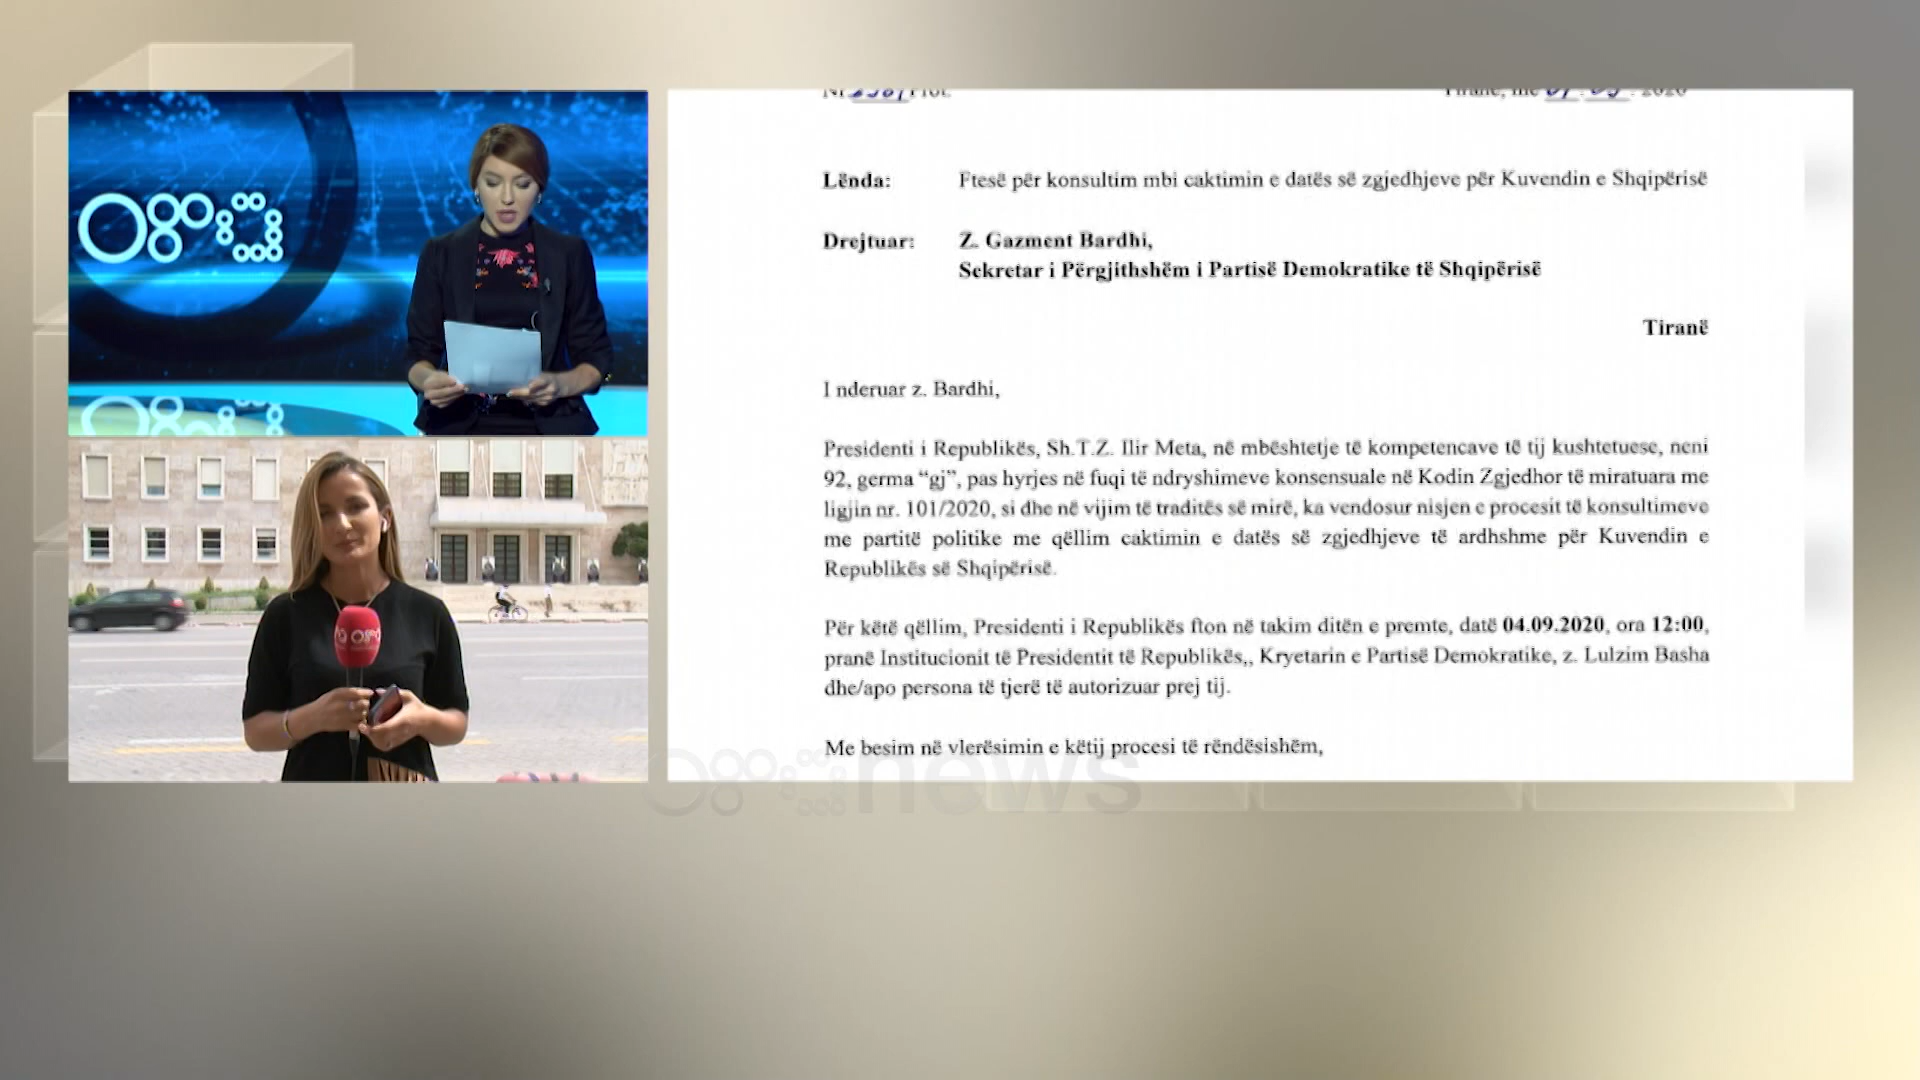 Lënda: Ftesë për konsultim mbi caktimin e datës së zgjedhjeve për Kuvendin e Shqipërisë
Drejtuar: Z. Gazment Bardhi,
Sekretar i Përgjithshëm i Partisë Demokratike të Shqipërisë
Tiranë
I nderuar z. Bardhi,
Presidenti i Republikës, Sh.T.Z. Ilir Meta, në mbështetje të kompetencave të tij kushtetuese, neni
92, germa “gj”, pas hyrjes në fuqi të ndryshimeve konsensuale në Kodin Zgjedhor të miratuara me
ligjin nr. 101/2020, si dhe në vijim të traditës së mirë, ka vendosur nisjen e procesit të konsultimeve
me partitë politike me qëllim caktimin e datës së zgjedhjeve të ardhshme për Kuvendin e
Republikës së Shqipërisë.
Për këtë qëllim, Presidenti i Republikës fton në takim ditën e premte, datë 04.09.2020, ora 12:00,
pranë Institucionit të Presidentit të Republikës,, Kryetarin e Partisë Demokratike, z. Lulzim Basha
dhe/apo persona të tjerë të autorizuar prej tij.
Me besim në vlerësimin e këtij procesi të rëndësishëm,
news